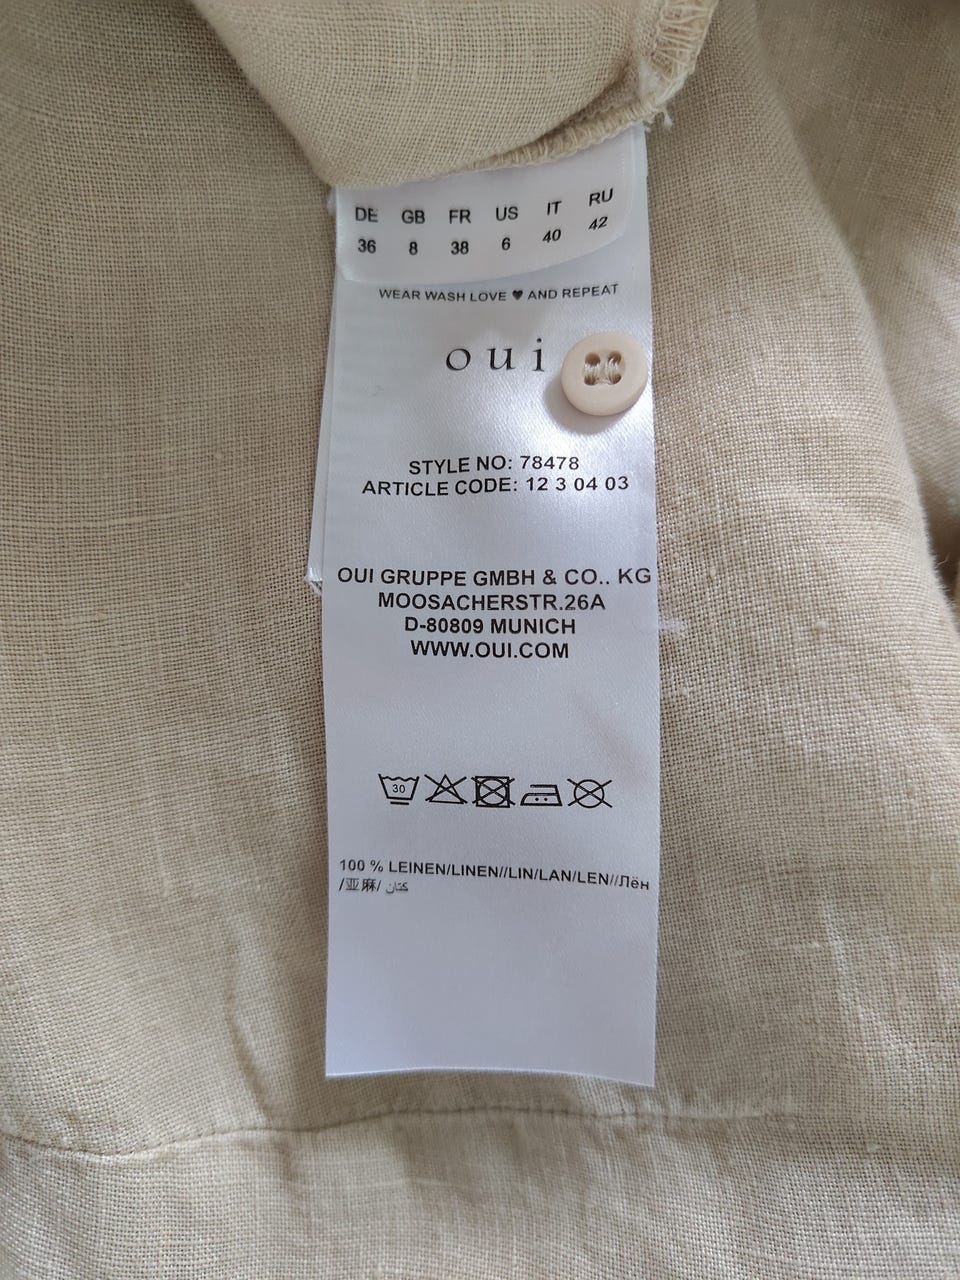 DE GB FR US IT RU
36 8 38 6 40 42
WEAR WASH LOVE ♥ AND REPEAT
oui
STYLE NO: 78478
ARTICLE CODE: 12 3 04 03
OUI GRUPPE GMBH & CO.. KG
MOOSACHERSTR.26A
D-80809 MUNICH
WWW.OUI.COM
30
100 % LEINEN/LINEN//LIN/LAN/LEN//Лён
/亚麻/ كتان